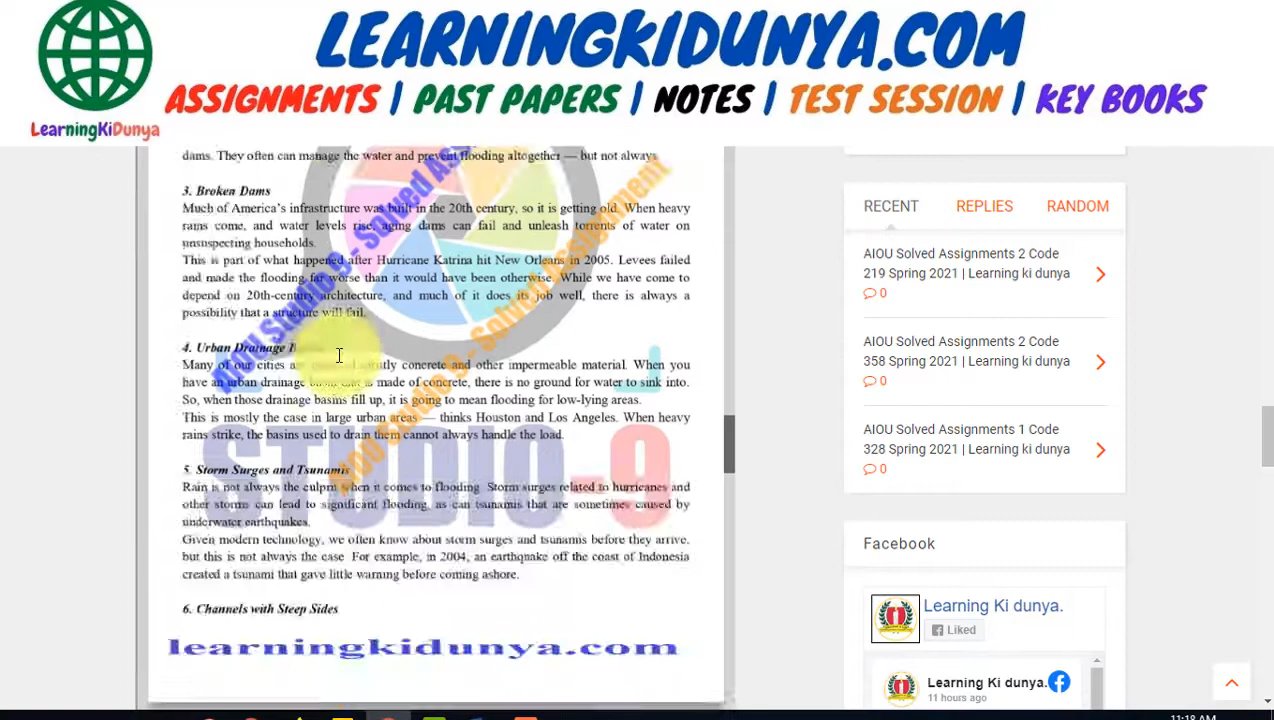 LEARNINGKIDUNYA.COM
ASSIGNMENTS | PAST PAPERS | NOTES | TEST SESSION | KEY BOOKS
LearningKiDunya
dams. They often can manage the water and prevent flooding altogether — but not always.
3. Broken Dams
Much of America's infrastructure was built in the 20th century, so it is getting old. When heavy
rains come, and water levels rise, aging dams can fail and unleash torrents of water on
unsuspecting households.
This is part of what happened after Hurricane Katrina hit New Orleans in 2005. Levees failed
and made the flooding far worse than it would have been otherwise. While we have come to
depend on 20th-century architecture, and much of it does its job well, there is always a
possibility that a structure will fail.
4. Urban Drainage
Many of our cities are concrete and other impermeable material. When you
have an urban drainage is made of concrete, there is no ground for water to sink into.
So, when those drainage basins fill up, it is going to mean flooding for low-lying areas.
This is mostly the case in large urban areas — thinks Houston and Los Angeles. When heavy
rains strike, the basins used to drain them cannot always handle the load.
5. Storm Surges and Tsunamis
Rain is not always the culprit when it comes to flooding. Storm surges related to hurricanes and
other storms can lead to significant flooding, as can tsunamis that are sometimes caused by
underwater earthquakes.
Given modern technology, we often know about storm surges and tsunamis before they arrive,
but this is not always the case. For example, in 2004, an earthquake off the coast of Indonesia
created a tsunami that gave little warning before coming ashore.
6. Channels with Steep Sides
learningkidunya.com
AIOU Studio 9 - Solved Ass
AIOU Studio 9 - Solved Assignment
STUDIO-9
RECENT REPLIES RANDOM
AIOU Solved Assignments 2 Code
219 Spring 2021 | Learning ki dunya
0
AIOU Solved Assignments 2 Code
358 Spring 2021 | Learning ki dunya
0
AIOU Solved Assignments 1 Code
328 Spring 2021 | Learning ki dunya
0
Facebook
Learning Ki dunya.
Liked
Learning Ki dunya.
11 hours ago
11:18 AM